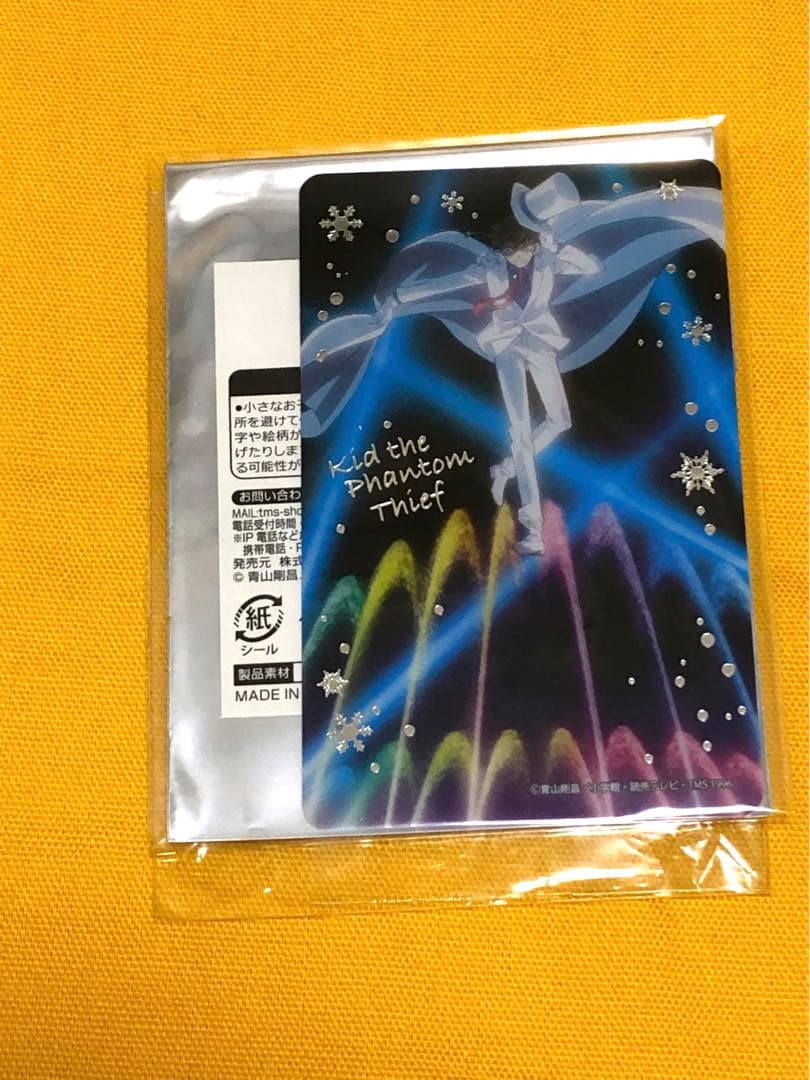 ●小さなお
所を避けて
字や絵柄が
げたりしま
る可能性が
お問い合わ
MAIL:tms-sho
電話受付時間
※IP電話など
携帯電話・P
発売元 株式
© 青山剛昌
紙
シール
製品素材
MADE IN
Kid the
Phantom
Thief
©青山剛昌/小学館・読売テレビ・TMS 1996